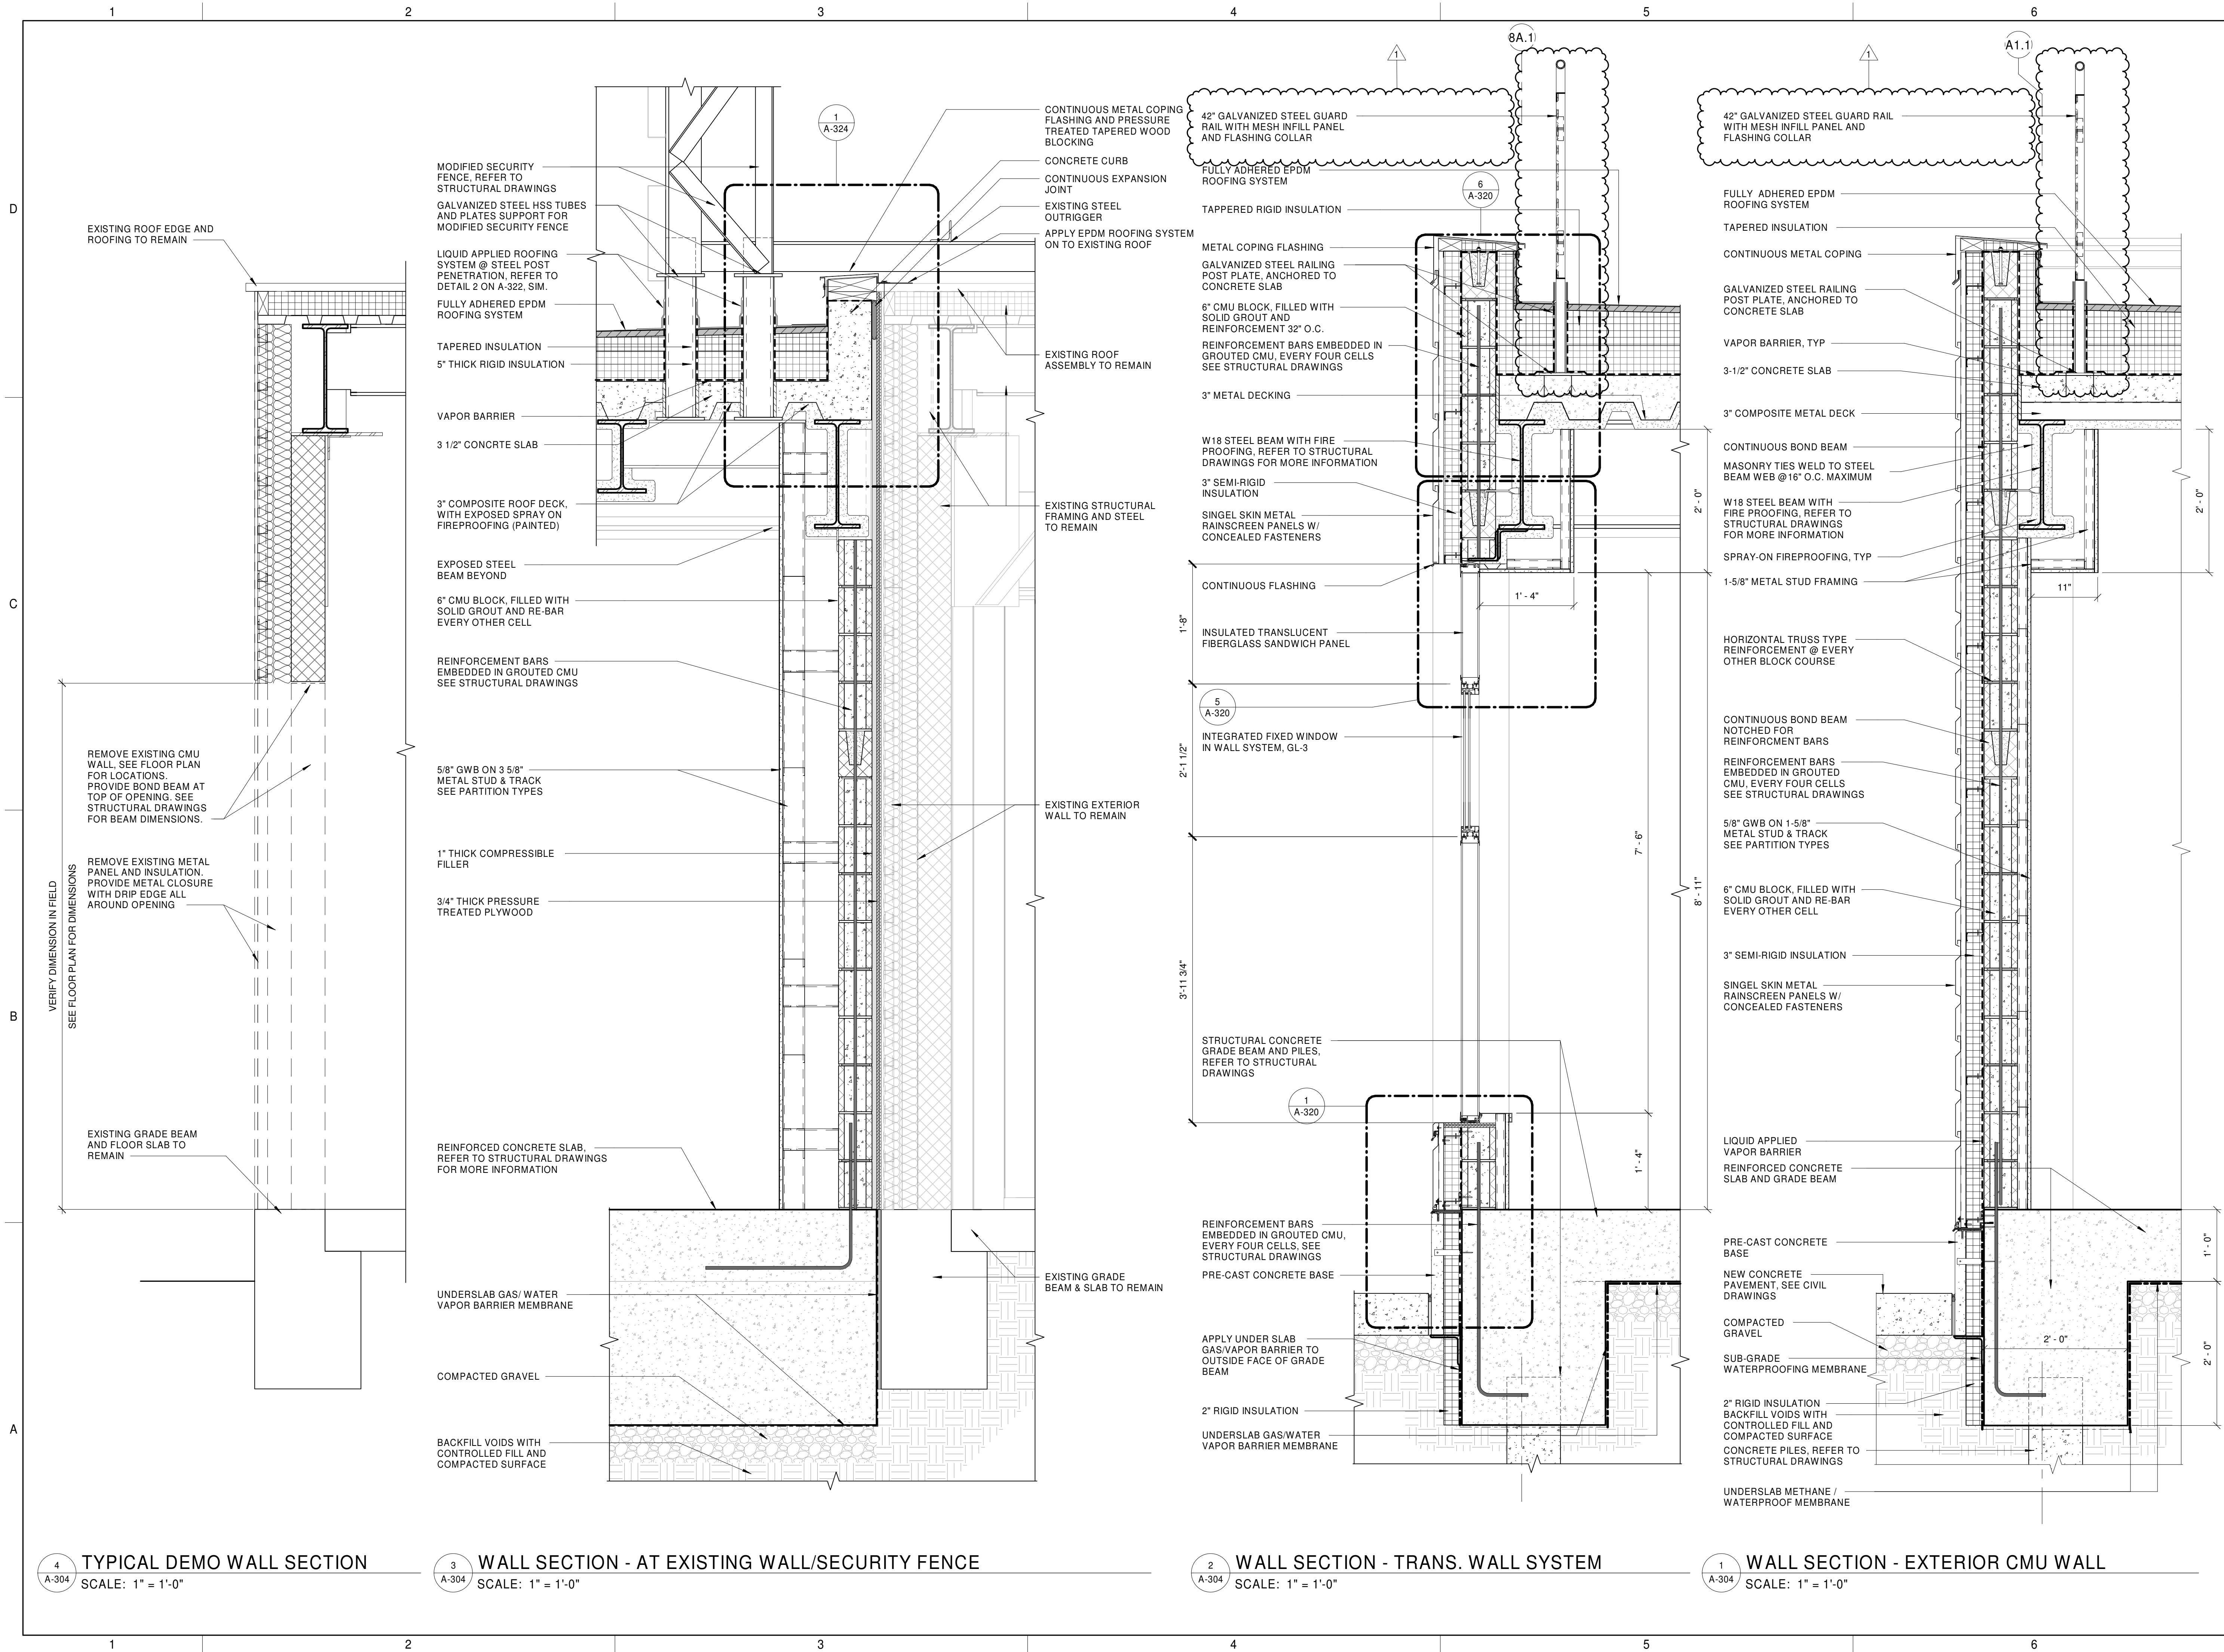 1 2 3 4 5 6
D
C
B
A
EXISTING ROOF EDGE AND
ROOFING TO REMAIN
REMOVE EXISTING CMU
WALL, SEE FLOOR PLAN
FOR LOCATIONS.
PROVIDE BOND BEAM AT
TOP OF OPENING. SEE
STRUCTURAL DRAWINGS
FOR BEAM DIMENSIONS.
REMOVE EXISTING METAL
PANEL AND INSULATION.
PROVIDE METAL CLOSURE
WITH DRIP EDGE ALL
AROUND OPENING
VERIFY DIMENSION IN FIELD
SEE FLOOR PLAN FOR DIMENSIONS
EXISTING GRADE BEAM
AND FLOOR SLAB TO
REMAIN
4
A-304
TYPICAL DEMO WALL SECTION
SCALE: 1" = 1'-0"
MODIFIED SECURITY
FENCE, REFER TO
STRUCTURAL DRAWINGS
GALVANIZED STEEL HSS TUBES
AND PLATES SUPPORT FOR
MODIFIED SECURITY FENCE
LIQUID APPLIED ROOFING
SYSTEM @ STEEL POST
PENETRATION, REFER TO
DETAIL 2 ON A-322, SIM.
FULLY ADHERED EPDM
ROOFING SYSTEM
TAPERED INSULATION
5" THICK RIGID INSULATION
VAPOR BARRIER
3 1/2" CONCRTE SLAB
3" COMPOSITE ROOF DECK,
WITH EXPOSED SPRAY ON
FIREPROOFING (PAINTED)
EXPOSED STEEL
BEAM BEYOND
6" CMU BLOCK, FILLED WITH
SOLID GROUT AND RE-BAR
EVERY OTHER CELL
REINFORCEMENT BARS
EMBEDDED IN GROUTED CMU
SEE STRUCTURAL DRAWINGS
5/8" GWB ON 3 5/8"
METAL STUD & TRACK
SEE PARTITION TYPES
1" THICK COMPRESSIBLE
FILLER
3/4" THICK PRESSURE
TREATED PLYWOOD
REINFORCED CONCRETE SLAB,
REFER TO STRUCTURAL DRAWINGS
FOR MORE INFORMATION
UNDERSLAB GAS/ WATER
VAPOR BARRIER MEMBRANE
COMPACTED GRAVEL
BACKFILL VOIDS WITH
CONTROLLED FILL AND
COMPACTED SURFACE
1
A-324
CONTINUOUS METAL COPING
FLASHING AND PRESSURE
TREATED TAPERED WOOD
BLOCKING
CONCRETE CURB
CONTINUOUS EXPANSION
JOINT
EXISTING STEEL
OUTRIGGER
APPLY EPDM ROOFING SYSTEM
ON TO EXISTING ROOF
EXISTING ROOF
ASSEMBLY TO REMAIN
EXISTING STRUCTURAL
FRAMING AND STEEL
TO REMAIN
EXISTING EXTERIOR
WALL TO REMAIN
EXISTING GRADE
BEAM & SLAB TO REMAIN
3
A-304
WALL SECTION - AT EXISTING WALL/SECURITY FENCE
SCALE: 1" = 1'-0"
1
8A.1
42" GALVANIZED STEEL GUARD
RAIL WITH MESH INFILL PANEL
AND FLASHING COLLAR
FULLY ADHERED EPDM
ROOFING SYSTEM
6
A-320
TAPPERED RIGID INSULATION
METAL COPING FLASHING
GALVANIZED STEEL RAILING
POST PLATE, ANCHORED TO
CONCRETE SLAB
6" CMU BLOCK, FILLED WITH
SOLID GROUT AND
REINFORCEMENT 32" O.C.
REINFORCEMENT BARS EMBEDDED IN
GROUTED CMU, EVERY FOUR CELLS
SEE STRUCTURAL DRAWINGS
3" METAL DECKING
W18 STEEL BEAM WITH FIRE
PROOFING, REFER TO STRUCTURAL
DRAWINGS FOR MORE INFORMATION
3" SEMI-RIGID
INSULATION
SINGEL SKIN METAL
RAINSCREEN PANELS W/
CONCEALED FASTENERS
CONTINUOUS FLASHING
INSULATED TRANSLUCENT
FIBERGLASS SANDWICH PANEL
5
A-320
INTEGRATED FIXED WINDOW
IN WALL SYSTEM, GL-3
STRUCTURAL CONCRETE
GRADE BEAM AND PILES,
REFER TO STRUCTURAL
DRAWINGS
1
A-320
REINFORCEMENT BARS
EMBEDDED IN GROUTED CMU,
EVERY FOUR CELLS, SEE
STRUCTURAL DRAWINGS
PRE-CAST CONCRETE BASE
APPLY UNDER SLAB
GAS/VAPOR BARRIER TO
OUTSIDE FACE OF GRADE
BEAM
2" RIGID INSULATION
UNDERSLAB GAS/WATER
VAPOR BARRIER MEMBRANE
1'-8"
2'-1 1/2"
3'-11 3/4"
1' - 4"
2' - 0"
7' - 6"
8' - 11"
1' - 4"
2
A-304
WALL SECTION - TRANS. WALL SYSTEM
SCALE: 1" = 1'-0"
1
A1.1
42" GALVANIZED STEEL GUARD RAIL
WITH MESH INFILL PANEL AND
FLASHING COLLAR
FULLY ADHERED EPDM
ROOFING SYSTEM
TAPERED INSULATION
CONTINUOUS METAL COPING
GALVANIZED STEEL RAILING
POST PLATE, ANCHORED TO
CONCRETE SLAB
VAPOR BARRIER, TYP
3-1/2" CONCRETE SLAB
3" COMPOSITE METAL DECK
CONTINUOUS BOND BEAM
MASONRY TIES WELD TO STEEL
BEAM WEB @16" O.C. MAXIMUM
W18 STEEL BEAM WITH
FIRE PROOFING, REFER TO
STRUCTURAL DRAWINGS
FOR MORE INFORMATION
SPRAY-ON FIREPROOFING, TYP
1-5/8" METAL STUD FRAMING
HORIZONTAL TRUSS TYPE
REINFORCEMENT @ EVERY
OTHER BLOCK COURSE
CONTINUOUS BOND BEAM
NOTCHED FOR
REINFORCMENT BARS
REINFORCEMENT BARS
EMBEDDED IN GROUTED
CMU, EVERY FOUR CELLS
SEE STRUCTURAL DRAWINGS
5/8" GWB ON 1-5/8"
METAL STUD & TRACK
SEE PARTITION TYPES
6" CMU BLOCK, FILLED WITH
SOLID GROUT AND RE-BAR
EVERY OTHER CELL
3" SEMI-RIGID INSULATION
SINGEL SKIN METAL
RAINSCREEN PANELS W/
CONCEALED FASTENERS
LIQUID APPLIED
VAPOR BARRIER
REINFORCED CONCRETE
SLAB AND GRADE BEAM
PRE-CAST CONCRETE
BASE
NEW CONCRETE
PAVEMENT, SEE CIVIL
DRAWINGS
COMPACTED
GRAVEL
SUB-GRADE
WATERPROOFING MEMBRANE
2" RIGID INSULATION
BACKFILL VOIDS WITH
CONTROLLED FILL AND
COMPACTED SURFACE
CONCRETE PILES, REFER TO
STRUCTURAL DRAWINGS
UNDERSLAB METHANE /
WATERPROOF MEMBRANE
2' - 0"
11"
1' - 0"
2' - 0"
2' - 0"
1
A-304
WALL SECTION - EXTERIOR CMU WALL
SCALE: 1" = 1'-0"
1 2 3 4 5 6